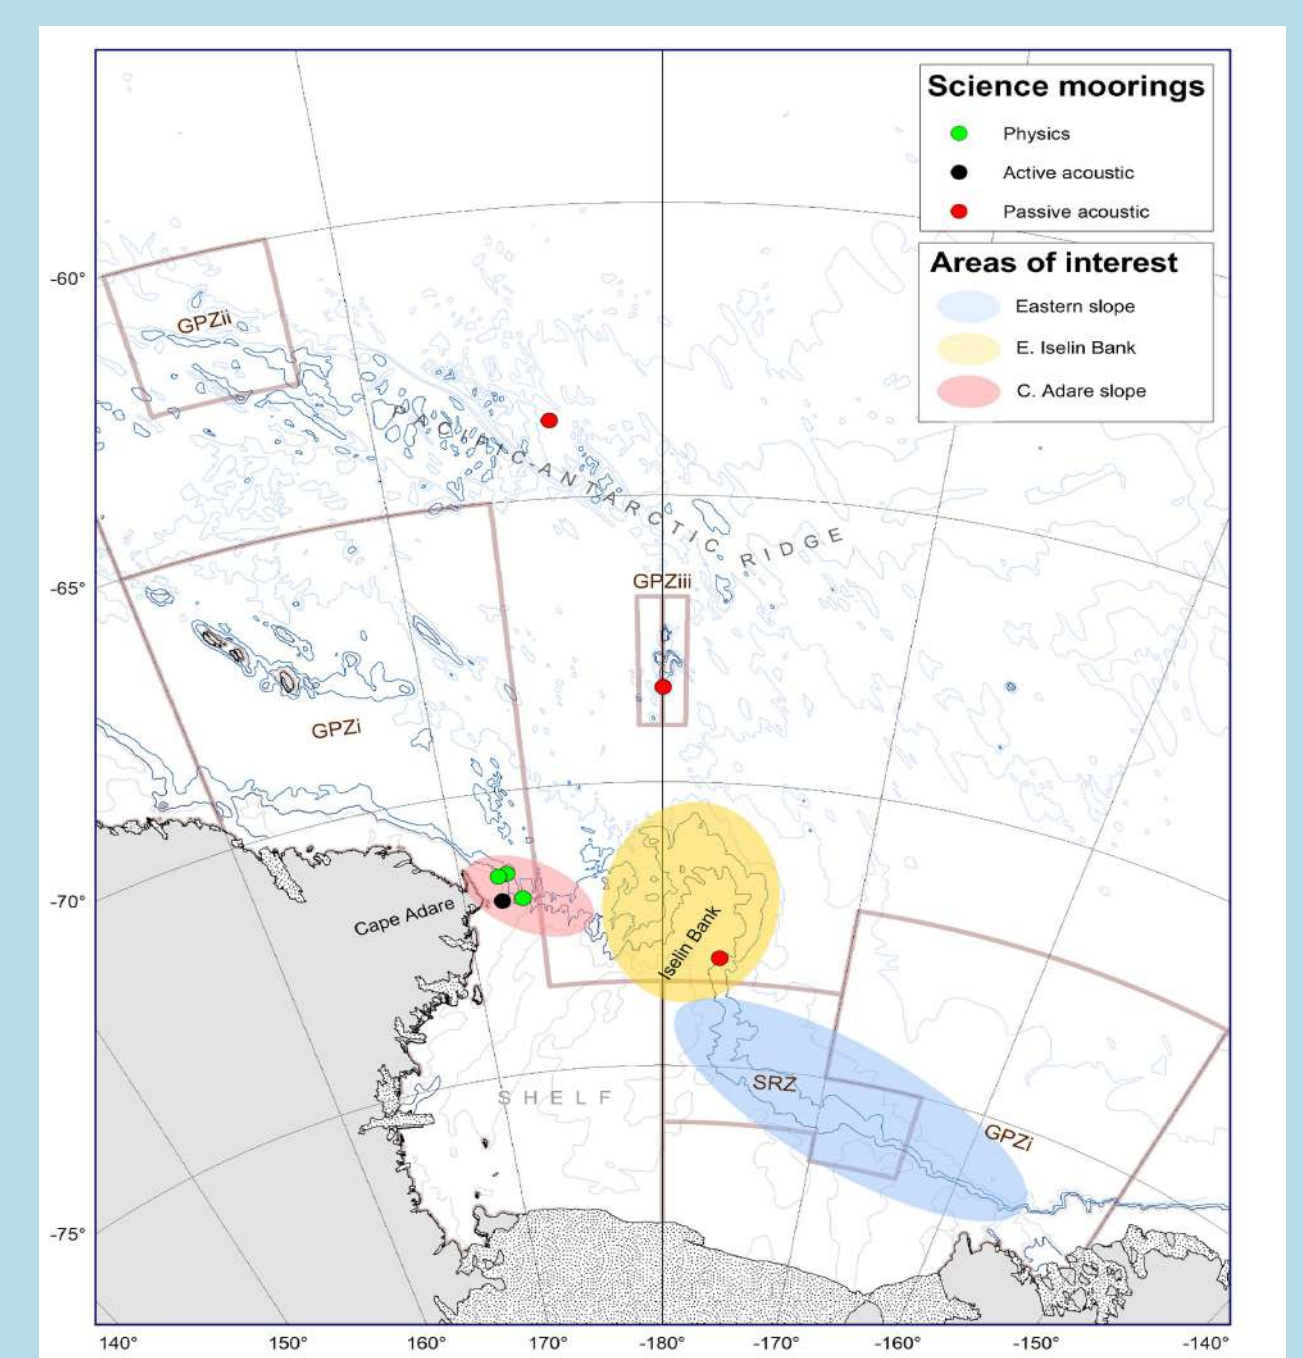 Science moorings
Physics
Active acoustic
Passive acoustic
Areas of interest
Eastern slope
E. Iselin Bank
C. Adare slope
-60°
GPZii
PACIFIC-ANTARCTIC RIDGE
-65°
GPZiii
GPZi
-70°
Cape Adare
Iselin Bank
SHELF
SRZ
GPZi
-75°
140°
150°
160°
170°
-180°
-170°
-160°
-150°
-140°